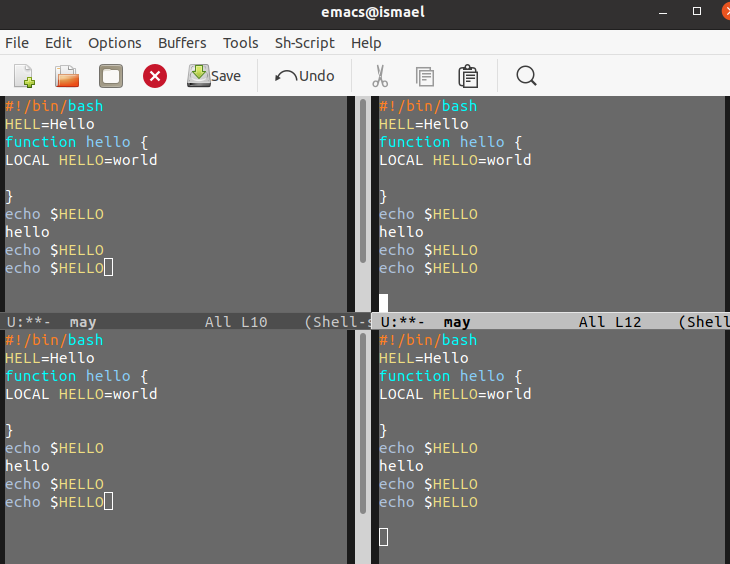 emacs@ismael
File Edit Options Buffers Tools Sh-Script Help
Save Undo
#!/bin/bash
HELL=Hello
function hello {
LOCAL HELLO=world
}
echo $HELLO
hello
echo $HELLO
echo $HELLO
U:**- may All L10 (Shell-s
#!/bin/bash
HELL=Hello
function hello {
LOCAL HELLO=world
}
echo $HELLO
hello
echo $HELLO
echo $HELLO
U:**- may All L12 (Shell
#!/bin/bash
HELL=Hello
function hello {
LOCAL HELLO=world
}
echo $HELLO
hello
echo $HELLO
echo $HELLO
#!/bin/bash
HELL=Hello
function hello {
LOCAL HELLO=world
}
echo $HELLO
hello
echo $HELLO
echo $HELLO